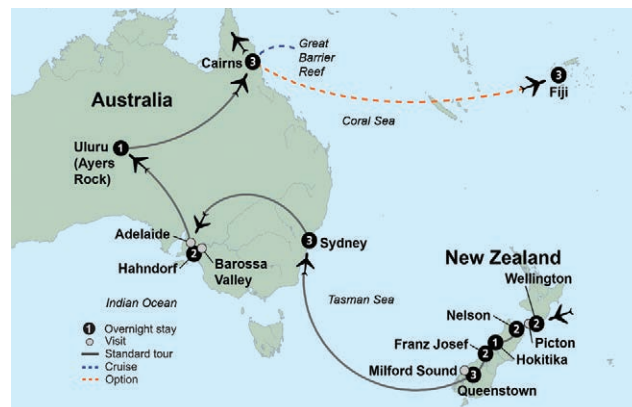 Great
Barrier
Reef
Cairns
3
3
Fiji
Australia
Coral Sea
Uluru
(Ayers
Rock)
1
Adelaide
3
Sydney
2
Hahndorf
Barossa
Valley
New Zealand
Wellington
Indian Ocean
Tasman Sea
Nelson
2
2
Picton
Franz Josef
1
Hokitika
2
Milford Sound
3
Queenstown
1 Overnight stay
Visit
Standard tour
Cruise
Option